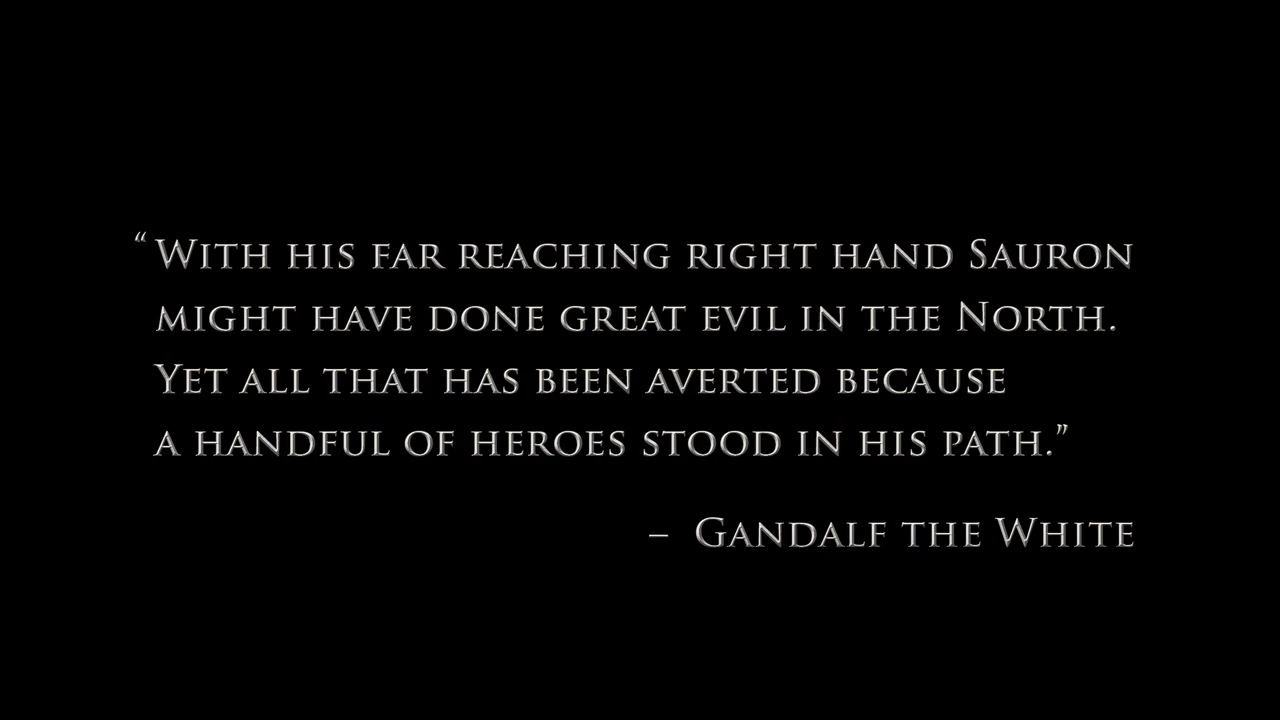 “With his far reaching right hand Sauron
might have done great evil in the North.
Yet all that has been averted because
a handful of heroes stood in his path.”
– Gandalf the White